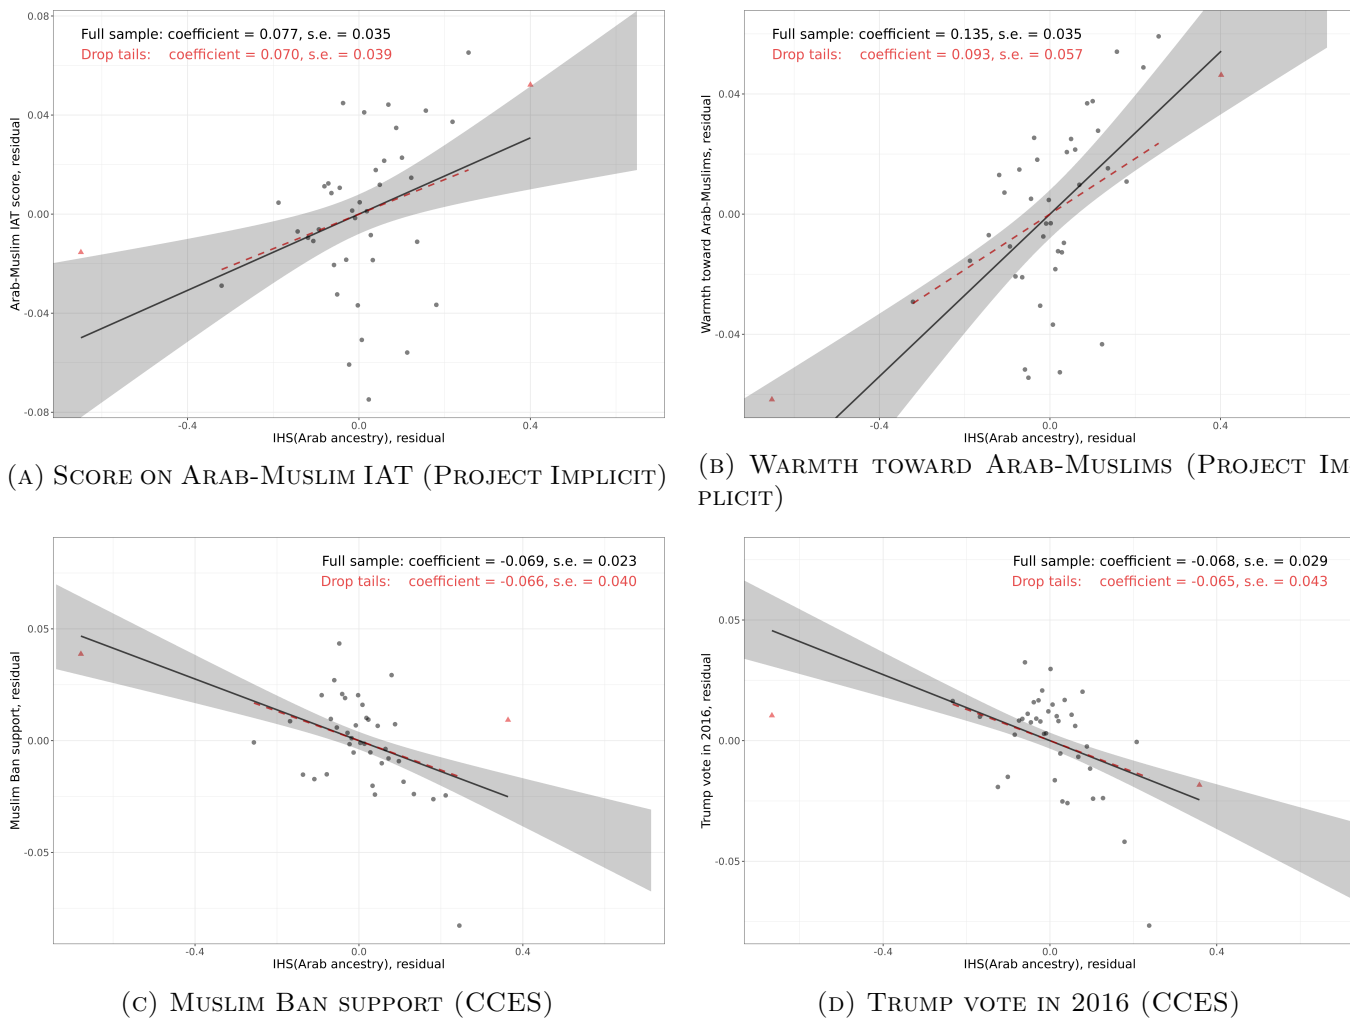 Full sample: coefficient = 0.077, s.e. = 0.035
Drop tails: coefficient = 0.070, s.e. = 0.039
Arab-Muslim IAT score, residual
0.08
0.04
0.00
-0.04
-0.08
-0.4 0.0 0.4
IHS(Arab ancestry), residual
(A) Score on Arab-Muslim IAT (Project Implicit)
Full sample: coefficient = 0.135, s.e. = 0.035
Drop tails: coefficient = 0.093, s.e. = 0.057
Warmth toward Arab-Muslims, residual
0.04
0.00
-0.04
-0.4 0.0 0.4
IHS(Arab ancestry), residual
(B) Warmth toward Arab-Muslims (Project Im-
plicit)
Full sample: coefficient = -0.069, s.e. = 0.023
Drop tails: coefficient = -0.066, s.e. = 0.040
Muslim Ban support, residual
0.05
0.00
-0.05
-0.4 0.0 0.4
IHS(Arab ancestry), residual
(C) Muslim Ban support (CCES)
Full sample: coefficient = -0.068, s.e. = 0.029
Drop tails: coefficient = -0.065, s.e. = 0.043
Trump vote in 2016, residual
0.05
0.00
-0.05
-0.4 0.0 0.4
IHS(Arab ancestry), residual
(D) Trump vote in 2016 (CCES)